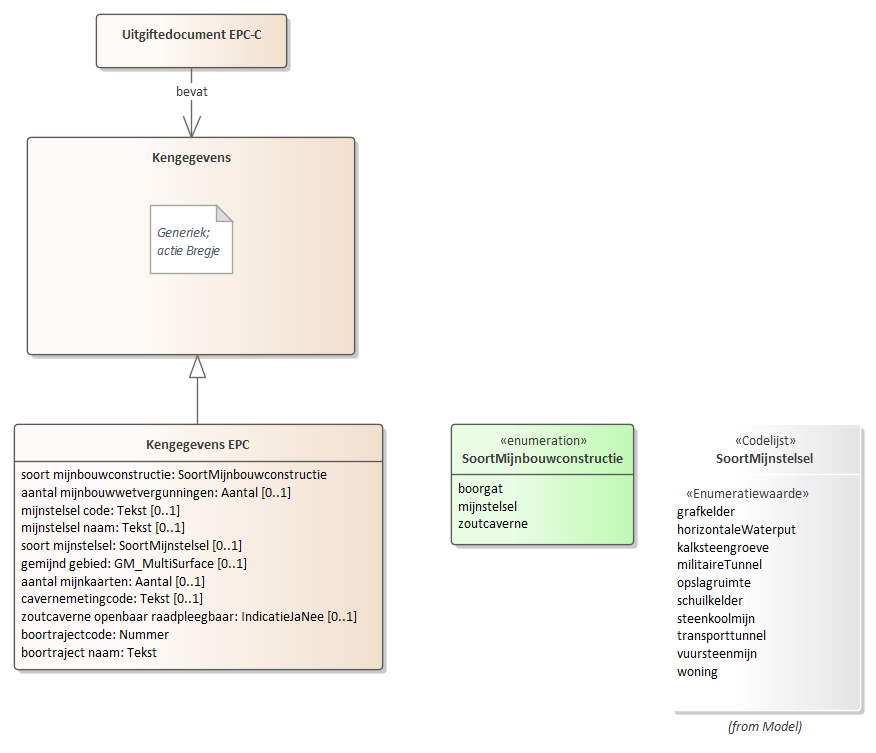 Uitgiftedocument EPC-C
bevat
Kengegevens
Generiek;
actie Bregje
Kengegevens EPC
soort mijnbouwconstructie: SoortMijnbouwconstructie
aantal mijnbouwwetvergunningen: Aantal [0..1]
mijnstelsel code: Tekst [0..1]
mijnstelsel naam: Tekst [0..1]
soort mijnstelsel: SoortMijnstelsel [0..1]
gemijnd gebied: GM_MultiSurface [0..1]
aantal mijnkaarten: Aantal [0..1]
cavernemetingcode: Tekst [0..1]
zoutcaverne openbaar raadpleegbaar: IndicatieJaNee [0..1]
boortrajectcode: Nummer
boortraject naam: Tekst
«enumeration»
SoortMijnbouwconstructie
boorgat
mijnstelsel
zoutcaverne
«Codelijst»
SoortMijnstelsel
«Enumeratiewaarde»
grafkelder
horizontaleWaterput
kalksteengroeve
militaireTunnel
opslagruimte
schuilkelder
steenkoolmijn
transporttunnel
vuursteenmijn
woning
(from Model)